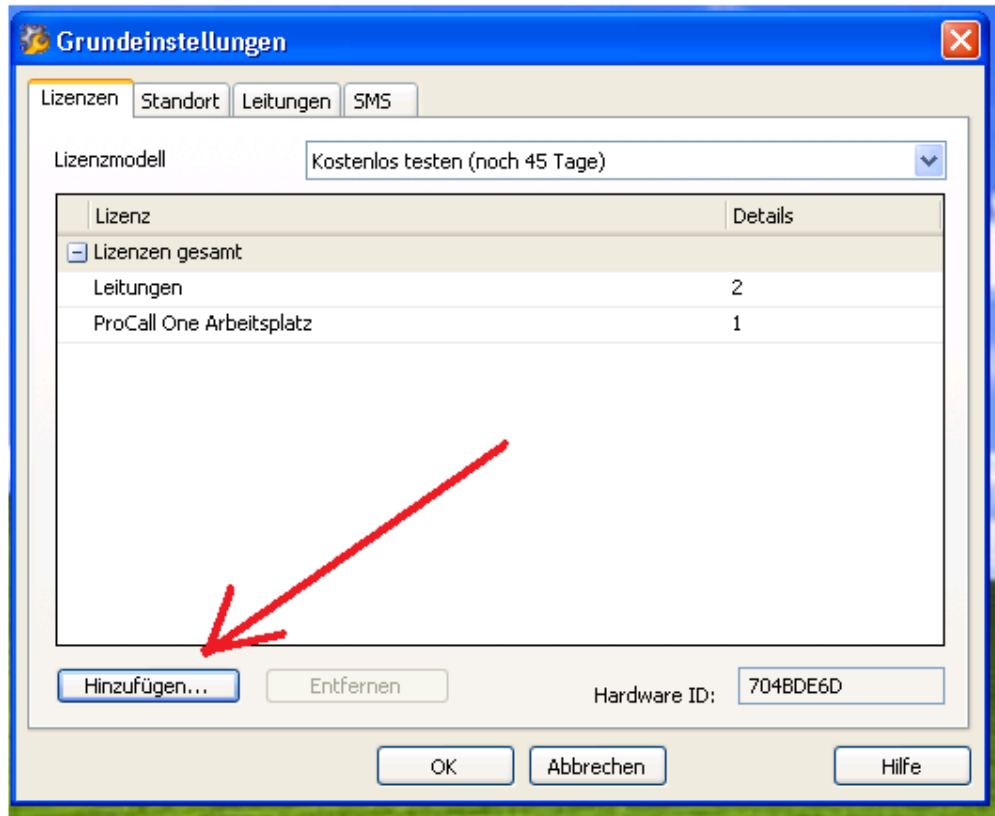 Grundeinstellungen
Lizenzen Standort Leitungen SMS
Lizenzmodell Kostenlos testen (noch 45 Tage)
Lizenz Details
Lizenzen gesamt
Leitungen 2
ProCall One Arbeitsplatz 1
Hinzufügen... Entfernen Hardware ID: 704BDE6D
OK Abbrechen Hilfe